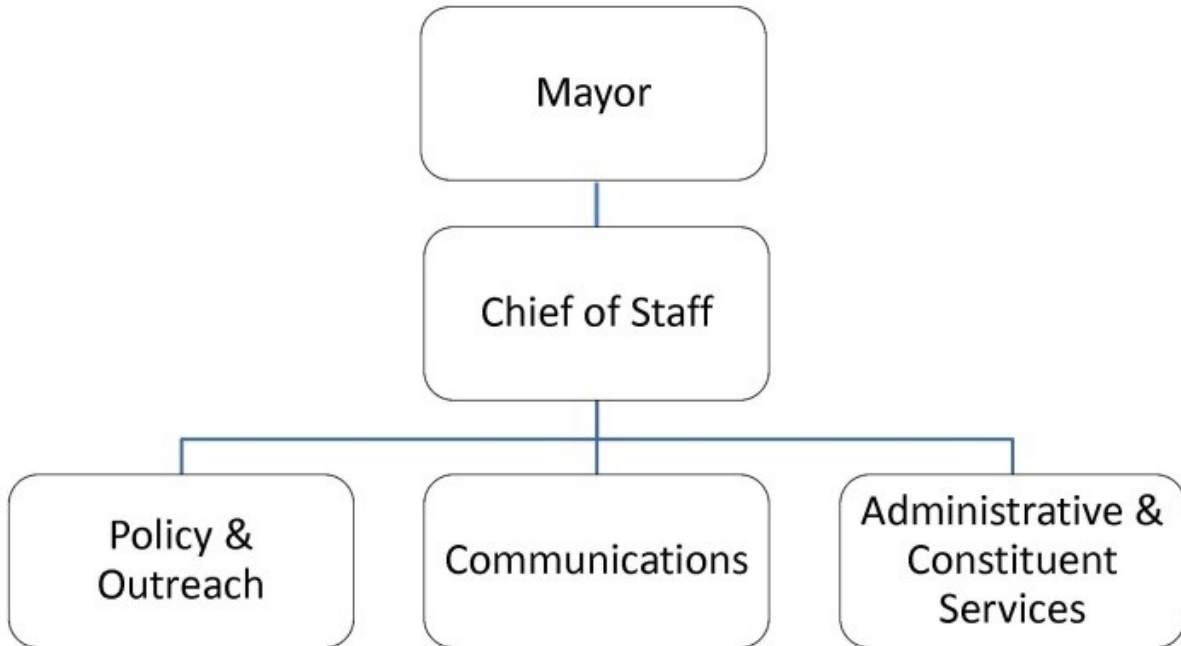 Mayor
Chief of Staff
Policy &
Outreach
Communications
Administrative &
Constituent
Services